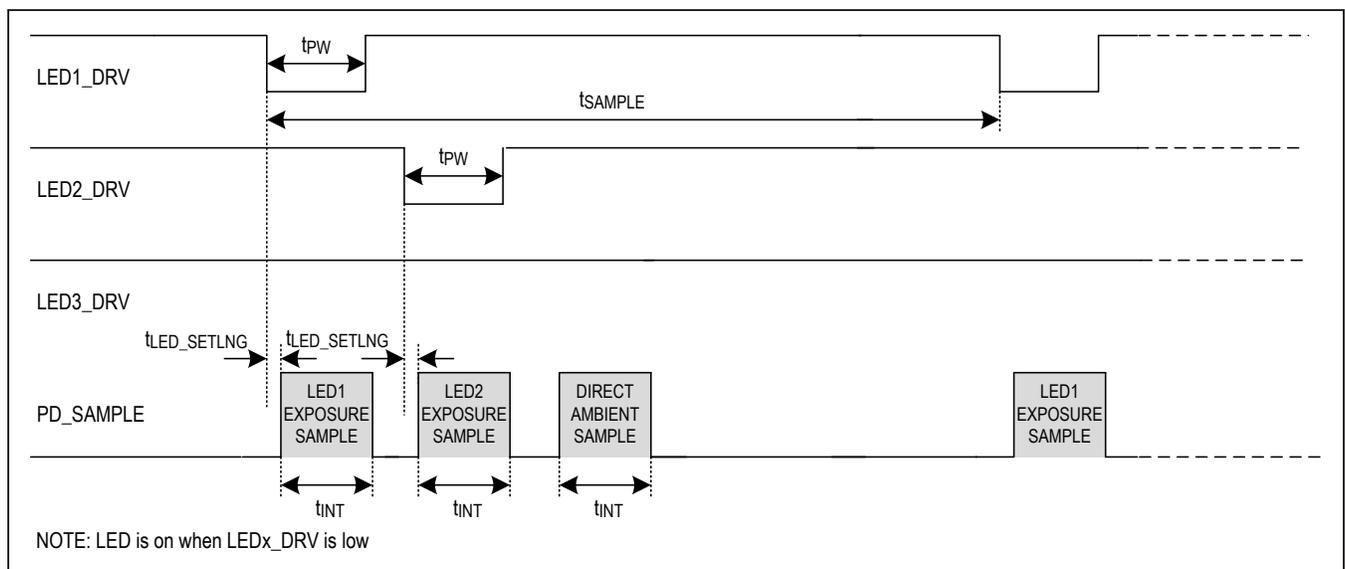 tPW
LED1_DRV
tSAMPLE
tPW
LED2_DRV
LED3_DRV
tLED_SETLNG
tLED_SETLNG
PD_SAMPLE
LED1
EXPOSURE
SAMPLE
LED2
EXPOSURE
SAMPLE
DIRECT
AMBIENT
SAMPLE
LED1
EXPOSURE
SAMPLE
tINT
tINT
tINT
NOTE: LED is on when LEDx_DRV is low